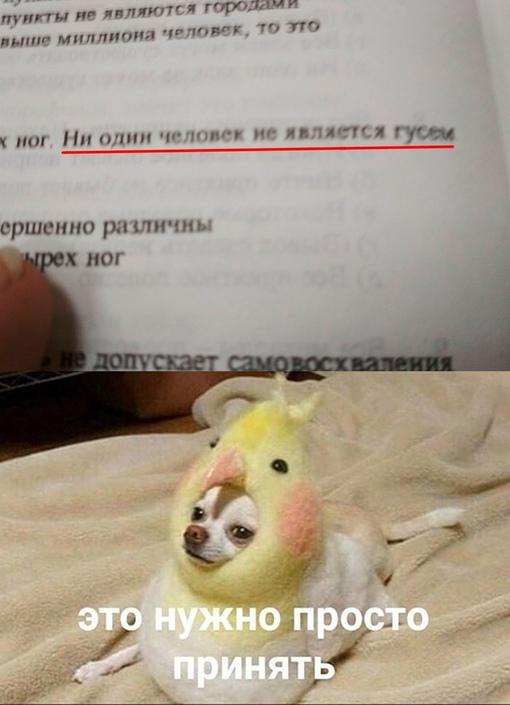 пункты не являются городами
выше миллиона человек, то это
х ног. Ни один человек не является гусем
ершенно различны
ырех ног
не допускает самовосхваления
это нужно просто
принять